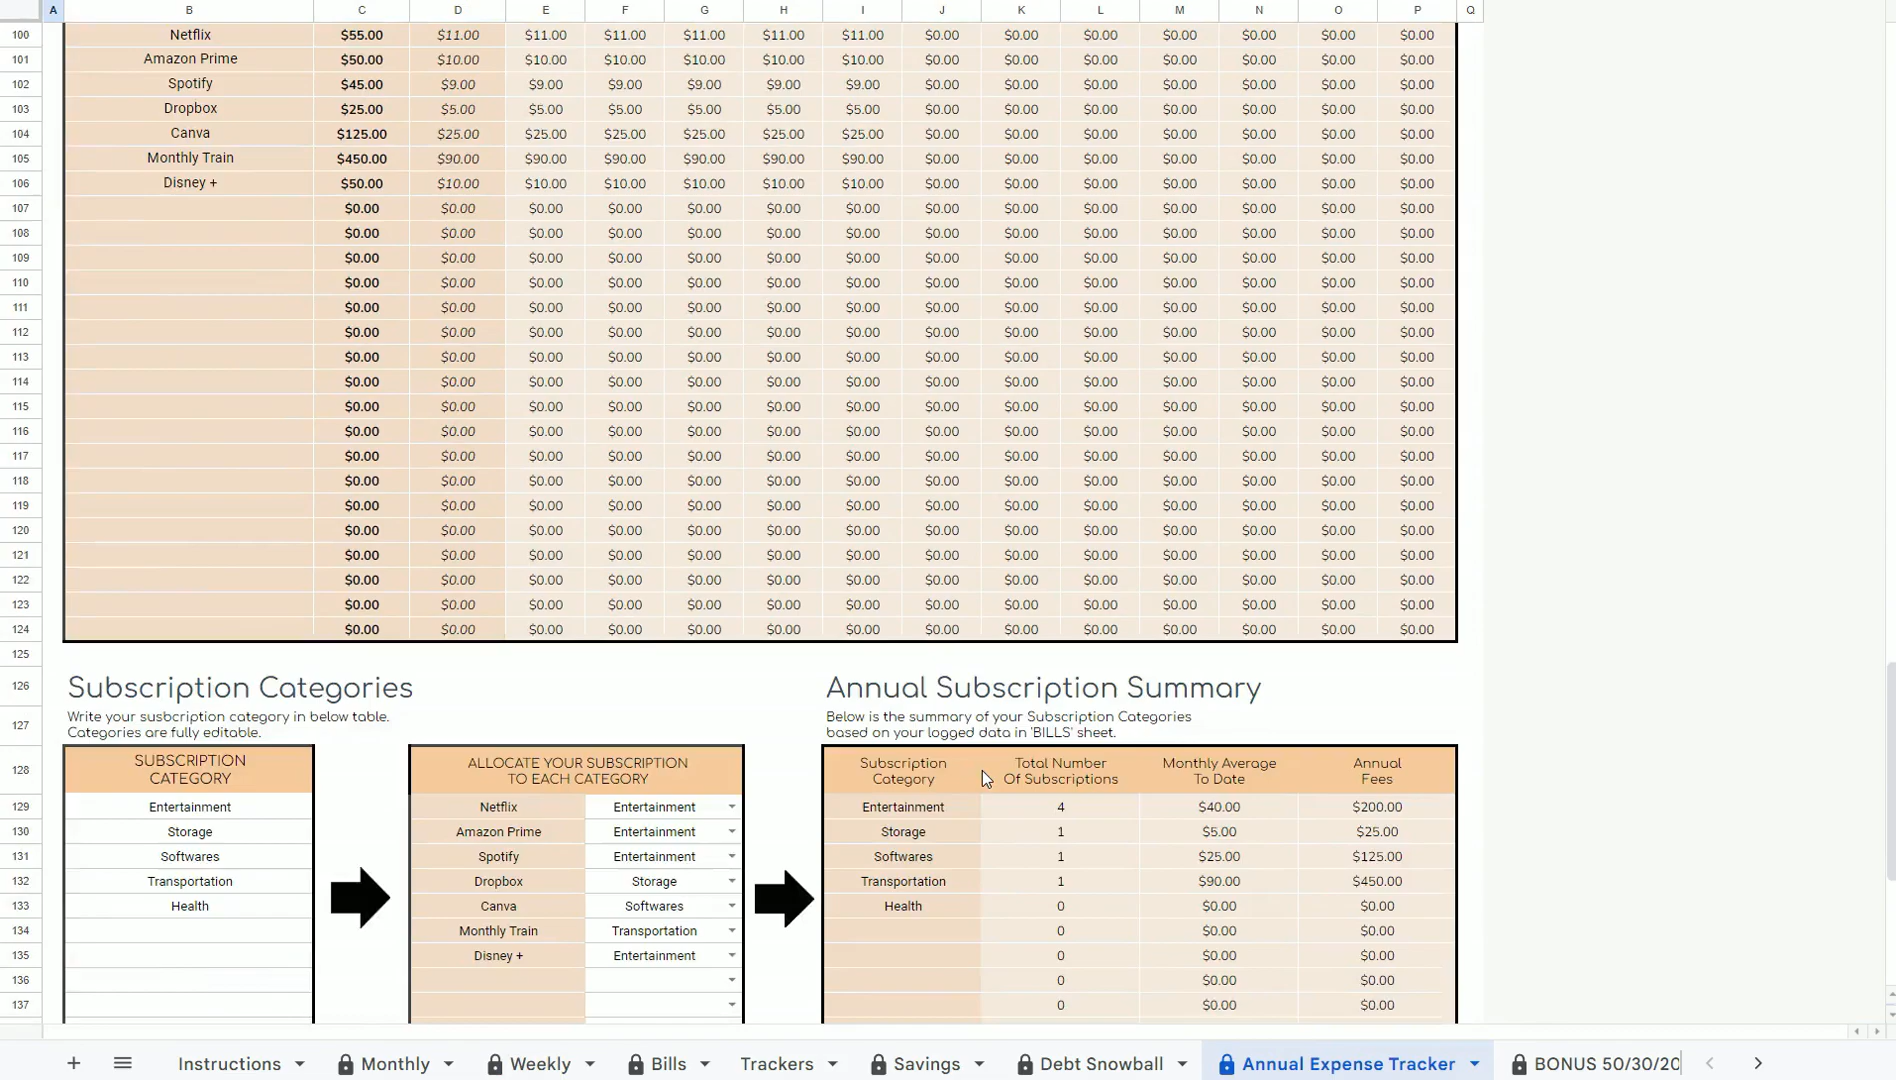 A B C D E F G H I J K L M N O P Q
100 Netflix $55.00 $11.00 $11.00 $11.00 $11.00 $11.00 $11.00 $0.00 $0.00 $0.00 $0.00 $0.00 $0.00 $0.00
101 Amazon Prime $50.00 $10.00 $10.00 $10.00 $10.00 $10.00 $10.00 $0.00 $0.00 $0.00 $0.00 $0.00 $0.00 $0.00
102 Spotify $45.00 $9.00 $9.00 $9.00 $9.00 $9.00 $9.00 $0.00 $0.00 $0.00 $0.00 $0.00 $0.00 $0.00
103 Dropbox $25.00 $5.00 $5.00 $5.00 $5.00 $5.00 $5.00 $0.00 $0.00 $0.00 $0.00 $0.00 $0.00 $0.00
104 Canva $125.00 $25.00 $25.00 $25.00 $25.00 $25.00 $25.00 $0.00 $0.00 $0.00 $0.00 $0.00 $0.00 $0.00
105 Monthly Train $450.00 $90.00 $90.00 $90.00 $90.00 $90.00 $90.00 $0.00 $0.00 $0.00 $0.00 $0.00 $0.00 $0.00
106 Disney + $50.00 $10.00 $10.00 $10.00 $10.00 $10.00 $10.00 $0.00 $0.00 $0.00 $0.00 $0.00 $0.00 $0.00
107 $0.00 $0.00 $0.00 $0.00 $0.00 $0.00 $0.00 $0.00 $0.00 $0.00 $0.00 $0.00 $0.00 $0.00
108 $0.00 $0.00 $0.00 $0.00 $0.00 $0.00 $0.00 $0.00 $0.00 $0.00 $0.00 $0.00 $0.00 $0.00
109 $0.00 $0.00 $0.00 $0.00 $0.00 $0.00 $0.00 $0.00 $0.00 $0.00 $0.00 $0.00 $0.00 $0.00
110 $0.00 $0.00 $0.00 $0.00 $0.00 $0.00 $0.00 $0.00 $0.00 $0.00 $0.00 $0.00 $0.00 $0.00
111 $0.00 $0.00 $0.00 $0.00 $0.00 $0.00 $0.00 $0.00 $0.00 $0.00 $0.00 $0.00 $0.00 $0.00
112 $0.00 $0.00 $0.00 $0.00 $0.00 $0.00 $0.00 $0.00 $0.00 $0.00 $0.00 $0.00 $0.00 $0.00
113 $0.00 $0.00 $0.00 $0.00 $0.00 $0.00 $0.00 $0.00 $0.00 $0.00 $0.00 $0.00 $0.00 $0.00
114 $0.00 $0.00 $0.00 $0.00 $0.00 $0.00 $0.00 $0.00 $0.00 $0.00 $0.00 $0.00 $0.00 $0.00
115 $0.00 $0.00 $0.00 $0.00 $0.00 $0.00 $0.00 $0.00 $0.00 $0.00 $0.00 $0.00 $0.00 $0.00
116 $0.00 $0.00 $0.00 $0.00 $0.00 $0.00 $0.00 $0.00 $0.00 $0.00 $0.00 $0.00 $0.00 $0.00
117 $0.00 $0.00 $0.00 $0.00 $0.00 $0.00 $0.00 $0.00 $0.00 $0.00 $0.00 $0.00 $0.00 $0.00
118 $0.00 $0.00 $0.00 $0.00 $0.00 $0.00 $0.00 $0.00 $0.00 $0.00 $0.00 $0.00 $0.00 $0.00
119 $0.00 $0.00 $0.00 $0.00 $0.00 $0.00 $0.00 $0.00 $0.00 $0.00 $0.00 $0.00 $0.00 $0.00
120 $0.00 $0.00 $0.00 $0.00 $0.00 $0.00 $0.00 $0.00 $0.00 $0.00 $0.00 $0.00 $0.00 $0.00
121 $0.00 $0.00 $0.00 $0.00 $0.00 $0.00 $0.00 $0.00 $0.00 $0.00 $0.00 $0.00 $0.00 $0.00
122 $0.00 $0.00 $0.00 $0.00 $0.00 $0.00 $0.00 $0.00 $0.00 $0.00 $0.00 $0.00 $0.00 $0.00
123 $0.00 $0.00 $0.00 $0.00 $0.00 $0.00 $0.00 $0.00 $0.00 $0.00 $0.00 $0.00 $0.00 $0.00
124 $0.00 $0.00 $0.00 $0.00 $0.00 $0.00 $0.00 $0.00 $0.00 $0.00 $0.00 $0.00 $0.00 $0.00
125
126 Subscription Categories Annual Subscription Summary
Write your susbcription category in below table. Below is the summary of your Subscription Categories
127
Categories are fully editable. based on your logged data in 'BILLS' sheet.
SUBSCRIPTION ALLOCATE YOUR SUBSCRIPTION Subscription Total Number Monthly Average Annual
128
CATEGORY TO EACH CATEGORY Category Of Subscriptions To Date Fees
129 Entertainment Netflix Entertainment Entertainment 4 $40.00 $200.00
130 Storage Amazon Prime Entertainment Storage 1 $5.00 $25.00
131 Softwares Spotify Entertainment Softwares 1 $25.00 $125.00
132 Transportation Dropbox Storage Transportation 1 $90.00 $450.00
133 Health Canva Softwares Health 0 $0.00 $0.00
134 Monthly Train Transportation 0 $0.00 $0.00
135 Disney + Entertainment 0 $0.00 $0.00
136 0 $0.00 $0.00
137 0 $0.00 $0.00
Instructions Monthly Weekly Bills Trackers Savings Debt Snowball Annual Expense Tracker BONUS 50/30/20